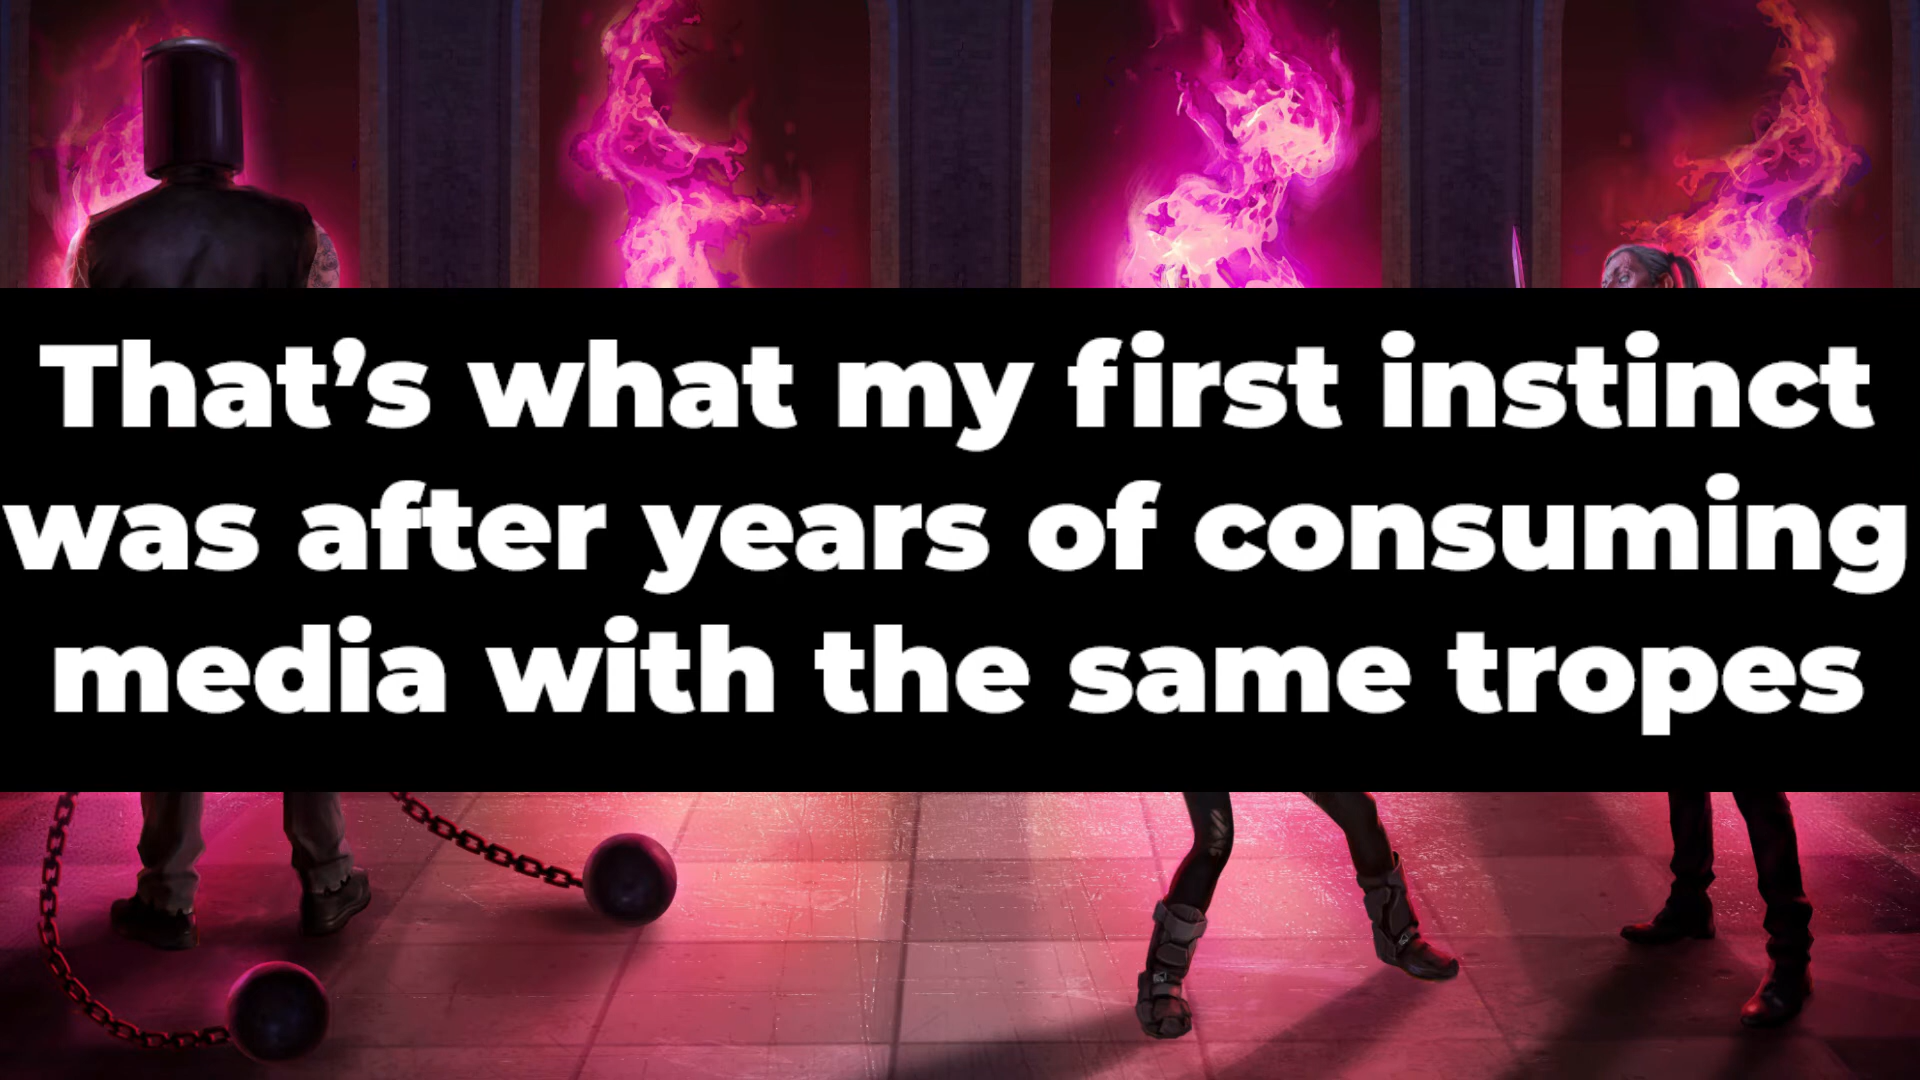 That’s what my first instinct
was after years of consuming
media with the same tropes